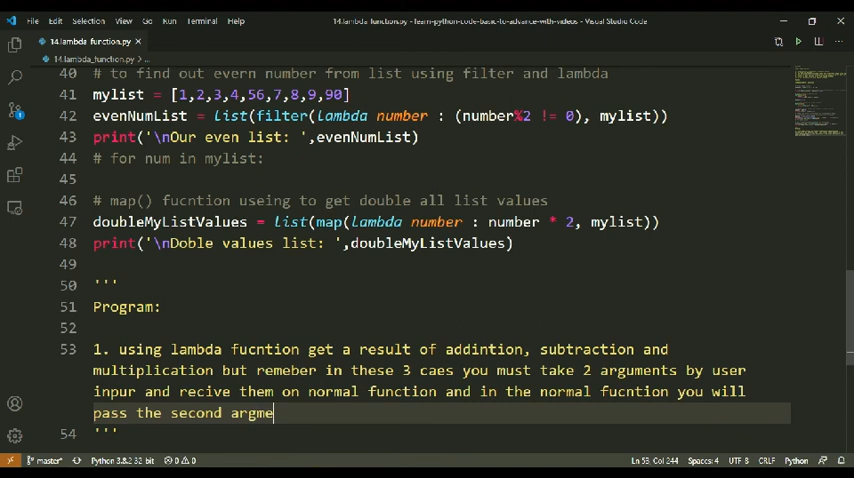 File Edit Selection View Go Run Terminal Help 14.lambda_function.py - learn-python-code-basic-to-advance-with-videos - Visual Studio Code
14.lambda_function.py
14.lambda_function.py > ...
40 # to find out evern number from list using filter and lambda
41 mylist = [1,2,3,4,56,7,8,9,90]
42 evenNumList = list(filter(lambda number : (number%2 != 0), mylist))
43 print('\nOur even list: ',evenNumList)
44 # for num in mylist:
45
46 # map() fucntion useing to get double all list values
47 doubleMyListValues = list(map(lambda number : number * 2, mylist))
48 print('\nDoble values list: ',doubleMyListValues)
49
50 '''
51 Program:
52
53 1. using lambda fucntion get a result of addintion, subtraction and
multiplication but remeber in these 3 caes you must take 2 arguments by user
inpur and recive them on normal function and in the normal fucntion you will
pass the second argme
54 '''
master* Python 3.8.2 32-bit 0 0 Ln 53, Col 244 Spaces: 4 UTF-8 CRLF Python